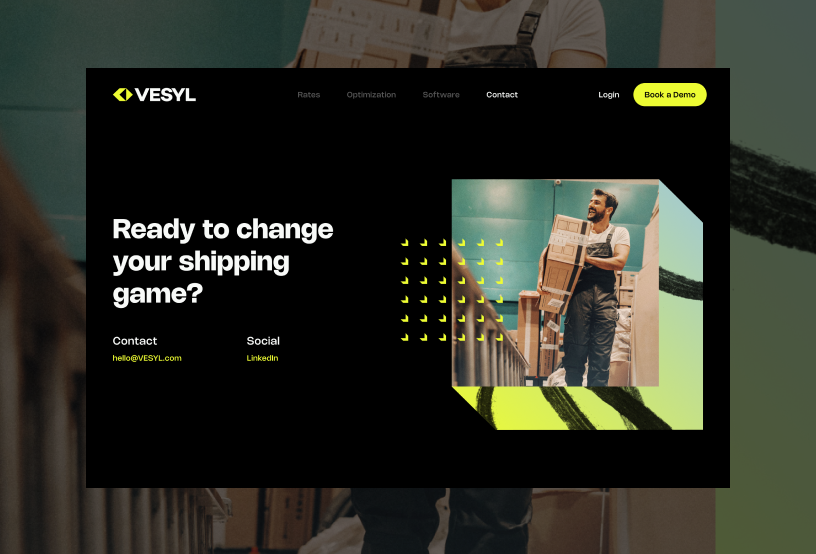 VESYL
Rates Optimization Software Contact Login Book a Demo
Ready to change
your shipping
game?
Contact Social
hello@VESYL.com LinkedIn